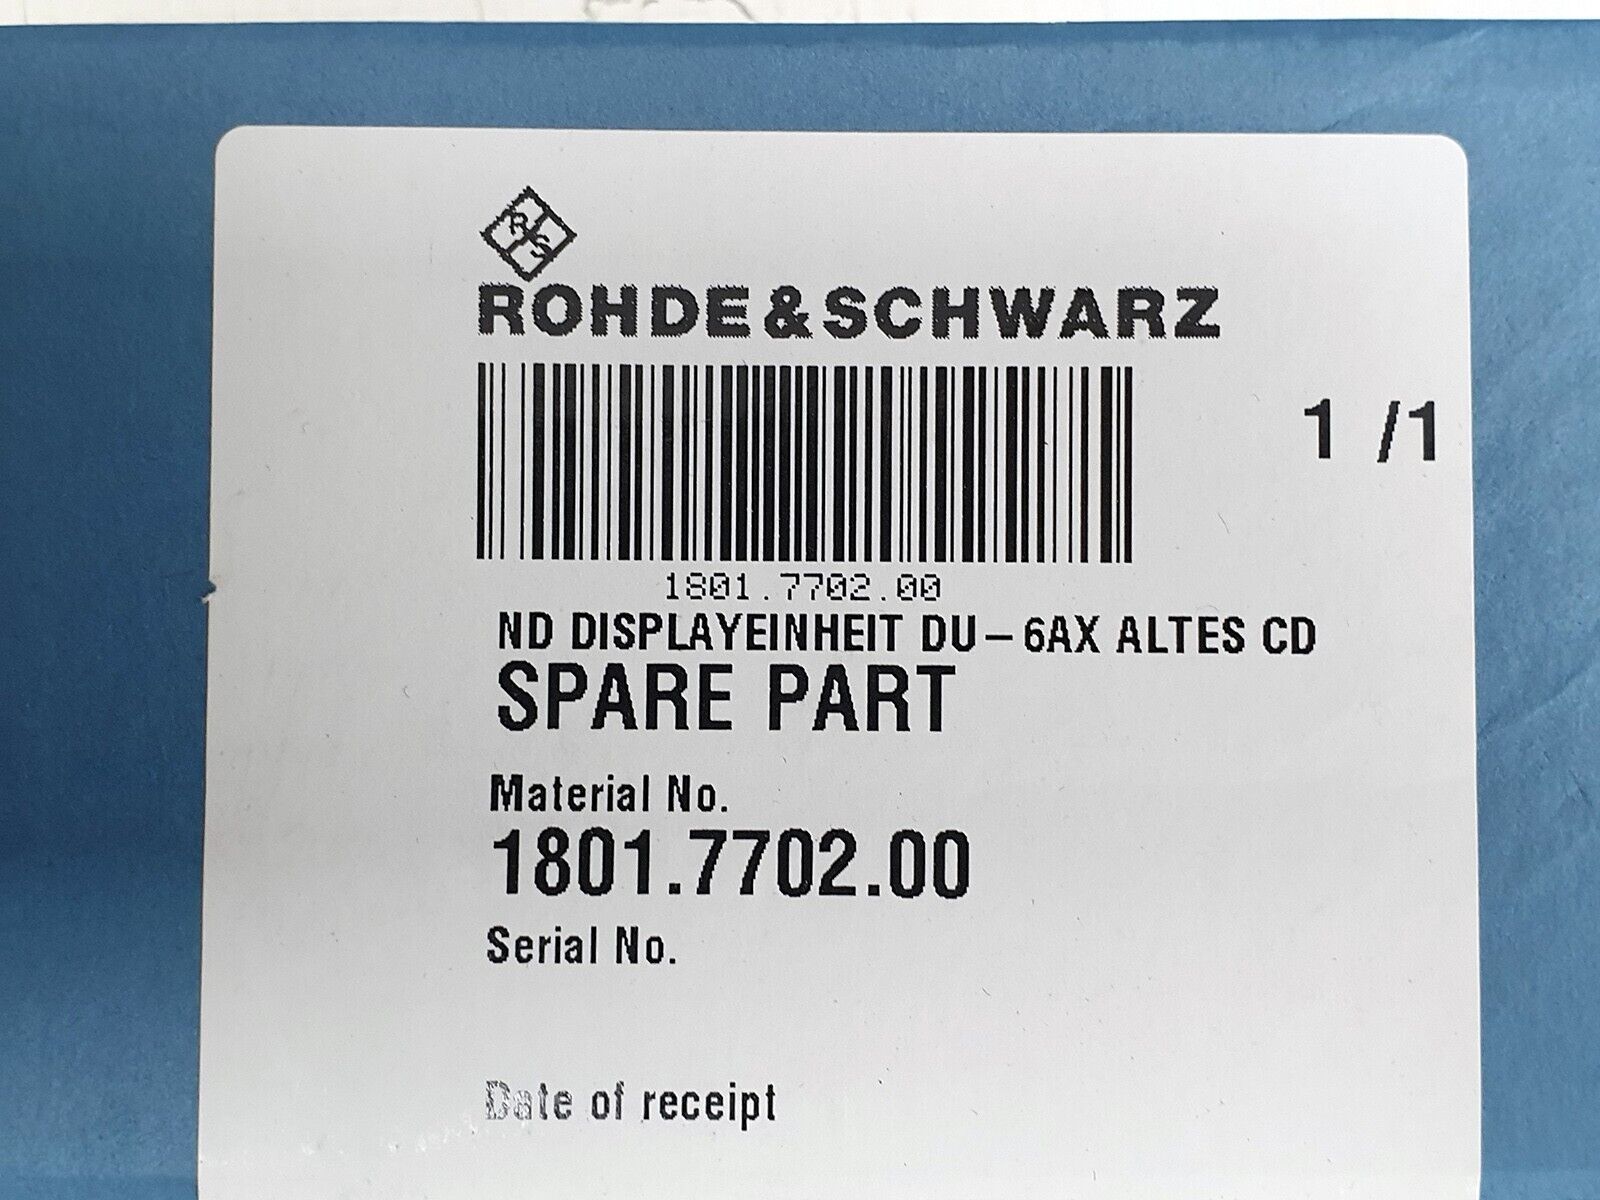 R S
ROHDE&SCHWARZ
1 /1
1801.7702.00
ND DISPLAYEINHEIT DU-6AX ALTES CD
SPARE PART
Material No.
1801.7702.00
Serial No.
Date of receipt